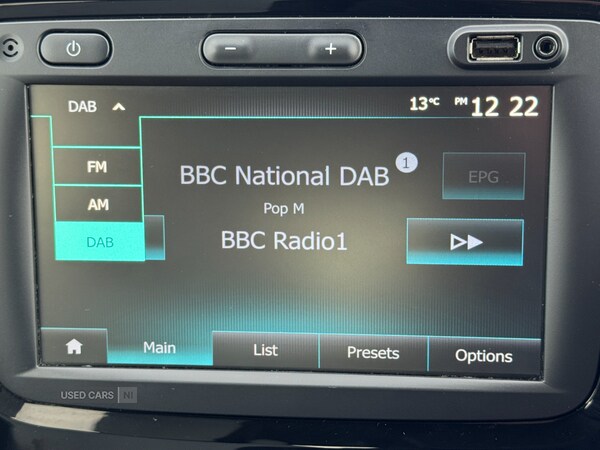 DAB
13°C PM 12 22
FM
AM
DAB
BBC National DAB 1
EPG
Pop M
BBC Radio1
Main
List
Presets
Options
USED CARS NI